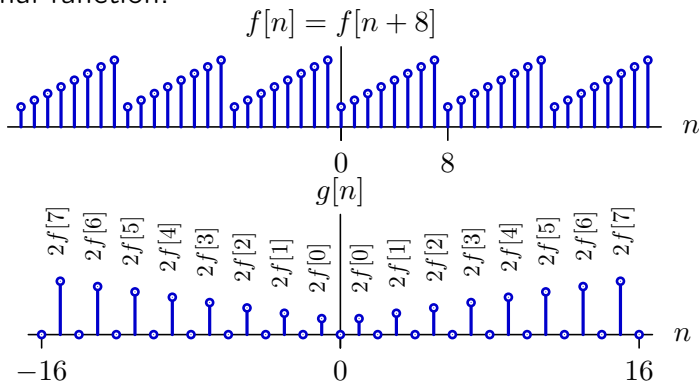 nal function.
f[n] = f[n + 8]
n
0 8
g[n]
2f[7] 2f[6] 2f[5] 2f[4] 2f[3] 2f[2] 2f[1] 2f[0] 2f[0] 2f[1] 2f[2] 2f[3] 2f[4] 2f[5] 2f[6] 2f[7]
n
−16 0 16